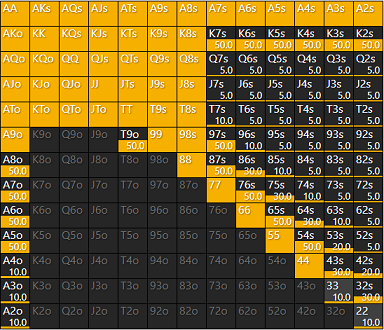 AA AKs AQs AJs ATs A9s A8s A7s A6s A5s A4s A3s A2s
AKo KK KQs KJs KTs K9s K8s K7s K6s K5s K4s K3s K2s
50.0 50.0 50.0 50.0 50.0 50.0
AQo KQo QQ QJs QTs Q9s Q8s Q7s Q6s Q5s Q4s Q3s Q2s
5.0 5.0 5.0 5.0 5.0 5.0
AJo KJo QJo JJ JTs J9s J8s J7s J6s J5s J4s J3s J2s
5.0 5.0 5.0 5.0 5.0 5.0
ATo KTo QTo JTo TT T9s T8s T7s T6s T5s T4s T3s T2s
10.0 5.0 5.0 5.0 5.0 5.0
A9o K9o Q9o J9o T9o 99 98s 97s 96s 95s 94s 93s 92s
50.0 50.0 10.0 5.0 5.0 5.0 5.0
A8o K8o Q8o J8o T8o 98o 88 87s 86s 85s 84s 83s 82s
50.0 50.0 30.0 10.0 5.0 5.0 5.0
A7o K7o Q7o J7o T7o 97o 87o 77 76s 75s 74s 73s 72s
50.0 50.0 30.0 10.0 5.0 5.0
A6o K6o Q6o J6o T6o 96o 86o 76o 66 65s 64s 63s 62s
50.0 50.0 30.0 10.0 5.0
A5o K5o Q5o J5o T5o 95o 85o 75o 65o 55 54s 53s 52s
50.0 50.0 20.0 5.0
A4o K4o Q4o J4o T4o 94o 84o 74o 64o 54o 44 43s 42s
10.0 30.0 20.0
A3o K3o Q3o J3o T3o 93o 83o 73o 63o 53o 43o 33 32s
10.0 10.0 30.0
A2o K2o Q2o J2o T2o 92o 82o 72o 62o 52o 42o 32o 22
10.0 10.0